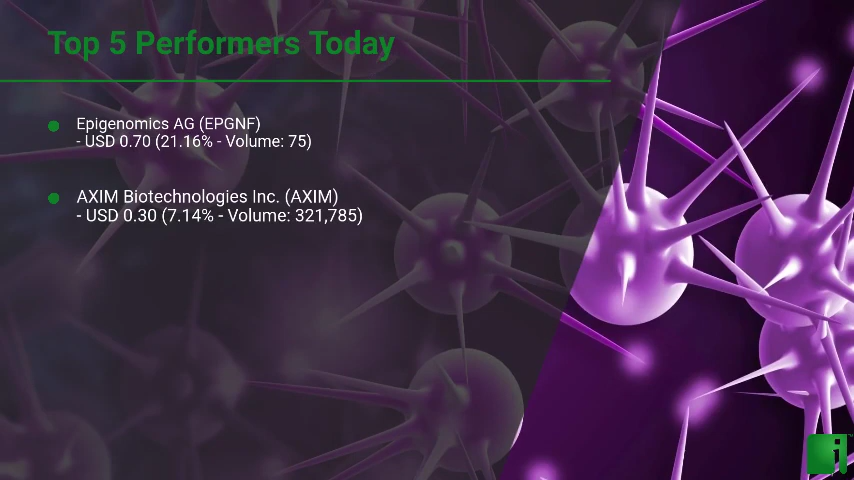 Top 5 Performers Today
Epigenomics AG (EPGNF)
- USD 0.70 (21.16% - Volume: 75)
AXIM Biotechnologies Inc. (AXIM)
- USD 0.30 (7.14% - Volume: 321,785)
i